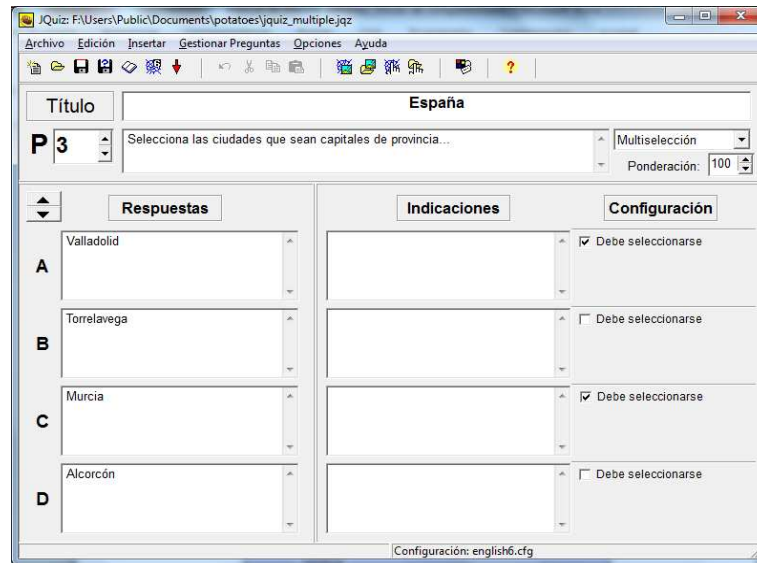 JQuiz: F:\Users\Public\Documents\potatoes\jquiz_multiple.jqz
Archivo Edición Insertar Gestionar Preguntas Opciones Ayuda
Título España
P 3 Selecciona las ciudades que sean capitales de provincia... Multiselección
Ponderación: 100
Respuestas Indicaciones Configuración
A Valladolid Debe seleccionarse
B Torrelavega Debe seleccionarse
C Murcia Debe seleccionarse
D Alcorcón Debe seleccionarse
Configuración: english6.cfg